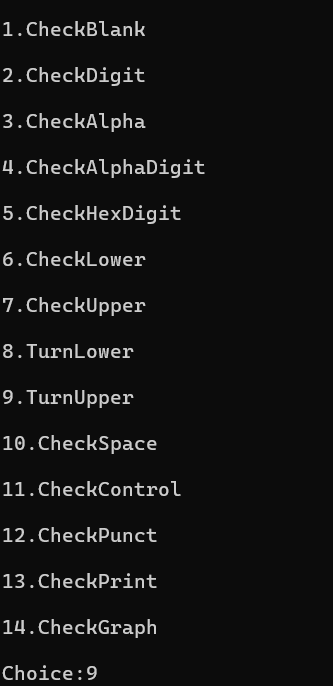 1.CheckBlank
2.CheckDigit
3.CheckAlpha
4.CheckAlphaDigit
5.CheckHexDigit
6.CheckLower
7.CheckUpper
8.TurnLower
9.TurnUpper
10.CheckSpace
11.CheckControl
12.CheckPunct
13.CheckPrint
14.CheckGraph
Choice:9